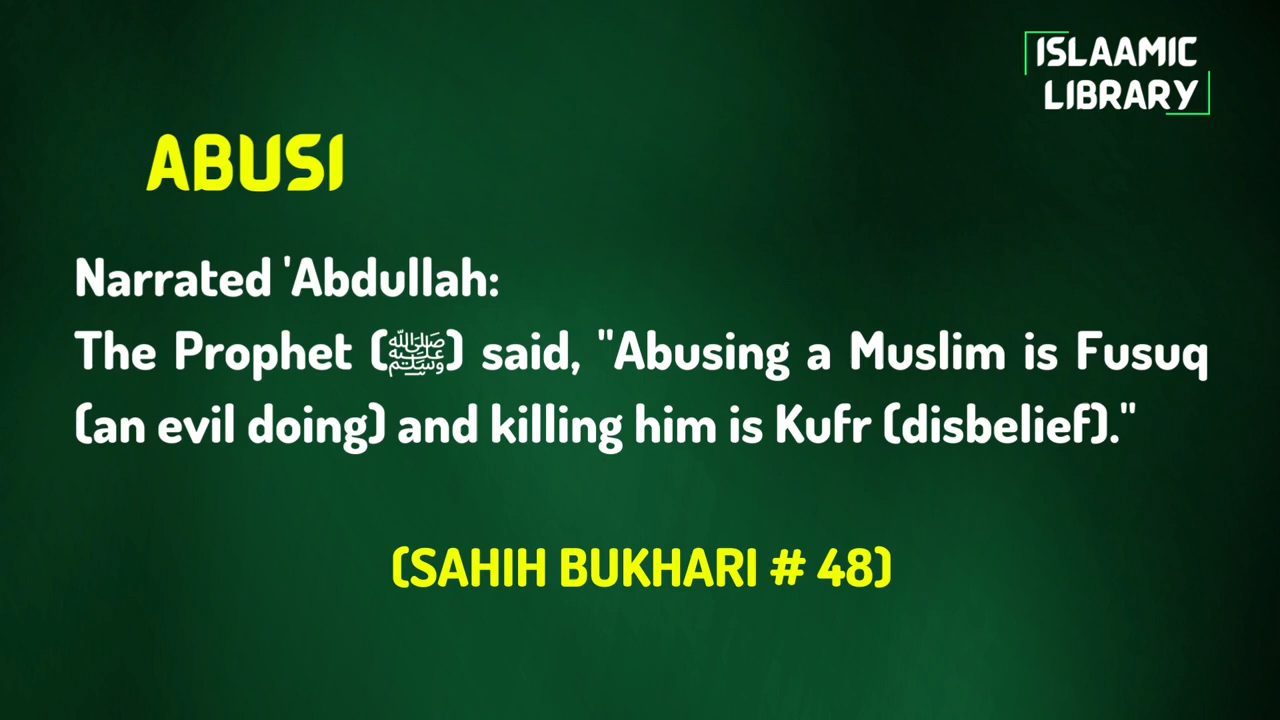 ISLAAMIC
LIBRARY
ABUSI
Narrated 'Abdullah:
The Prophet (ﷺ) said, "Abusing a Muslim is Fusuq
(an evil doing) and killing him is Kufr (disbelief)."
(SAHIH BUKHARI # 48)